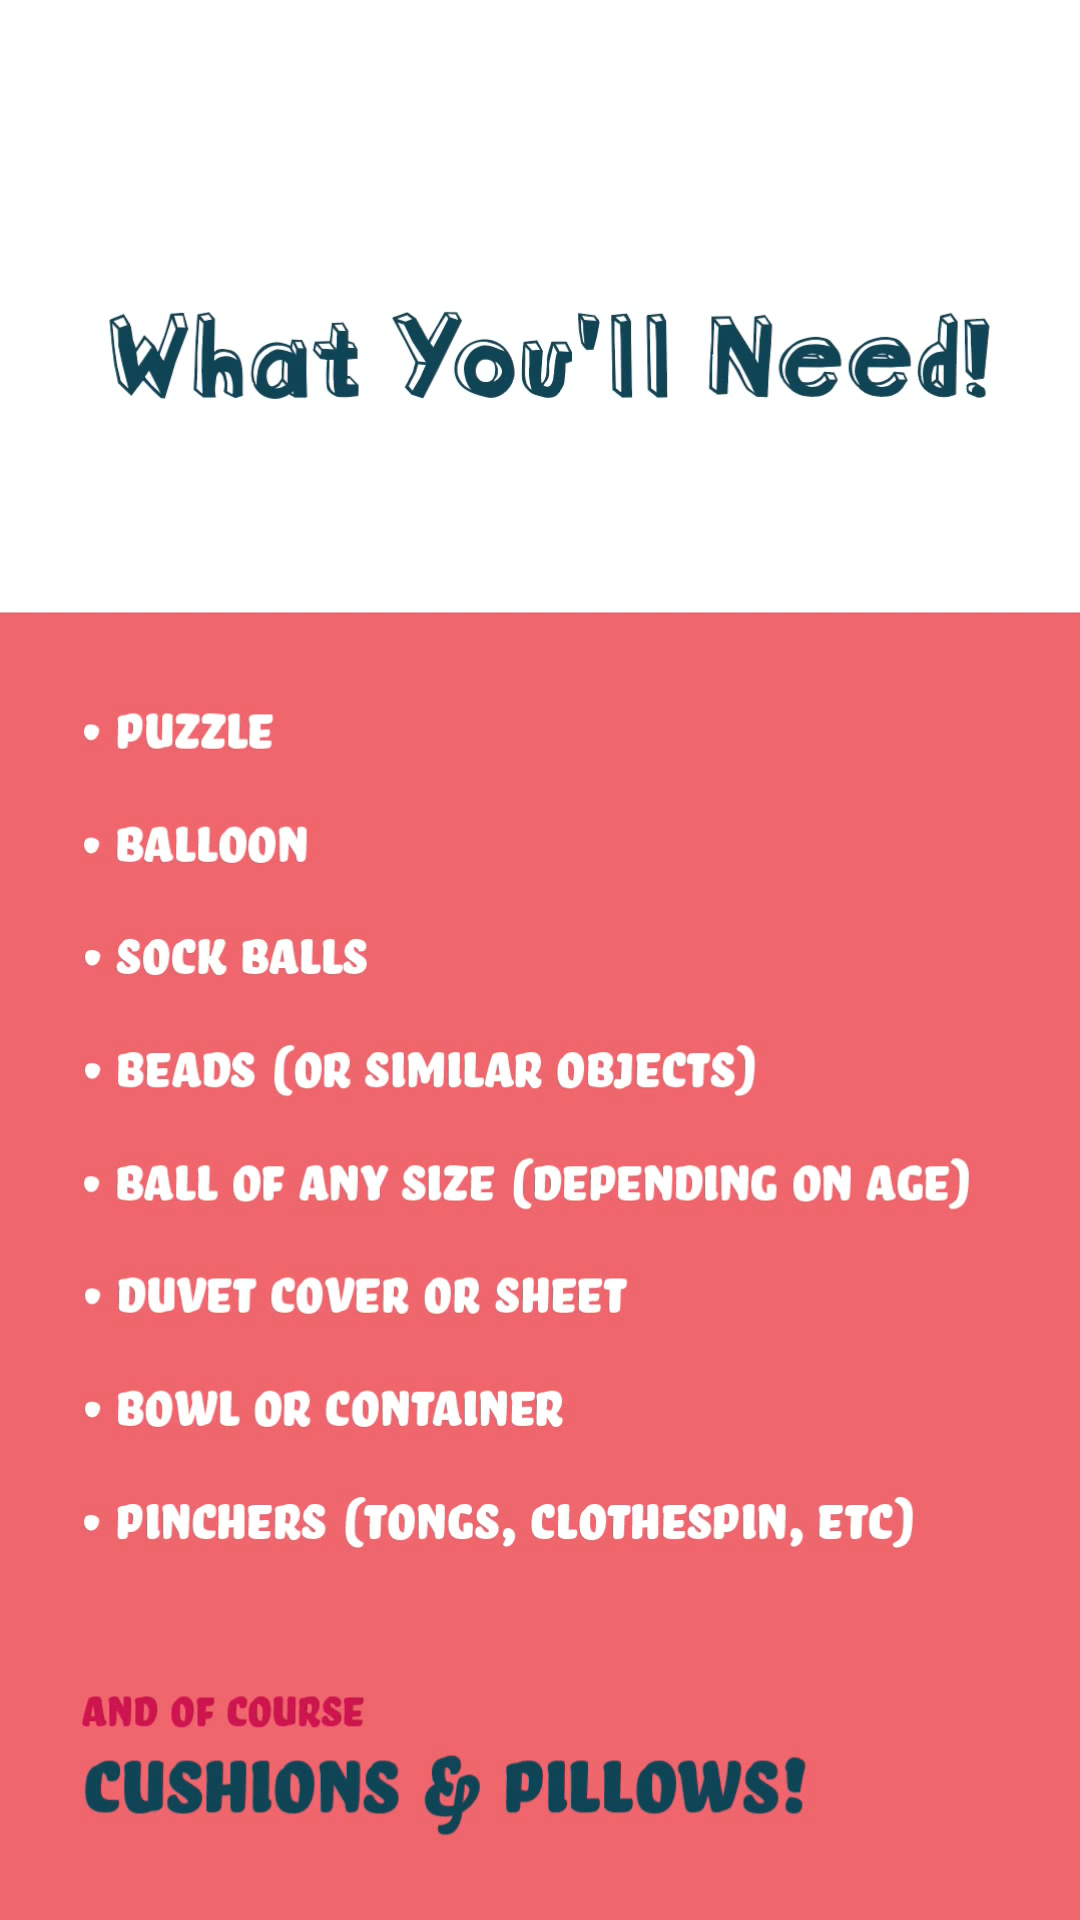 What You'll Need!
• PUZZLE
• BALLOON
• SOCK BALLS
• BEADS (OR SIMILAR OBJECTS)
• BALL OF ANY SIZE (DEPENDING ON AGE)
• DUVET COVER OR SHEET
• BOWL OR CONTAINER
• PINCHERS (TONGS, CLOTHESPIN, ETC)
AND OF COURSE
CUSHIONS & PILLOWS!